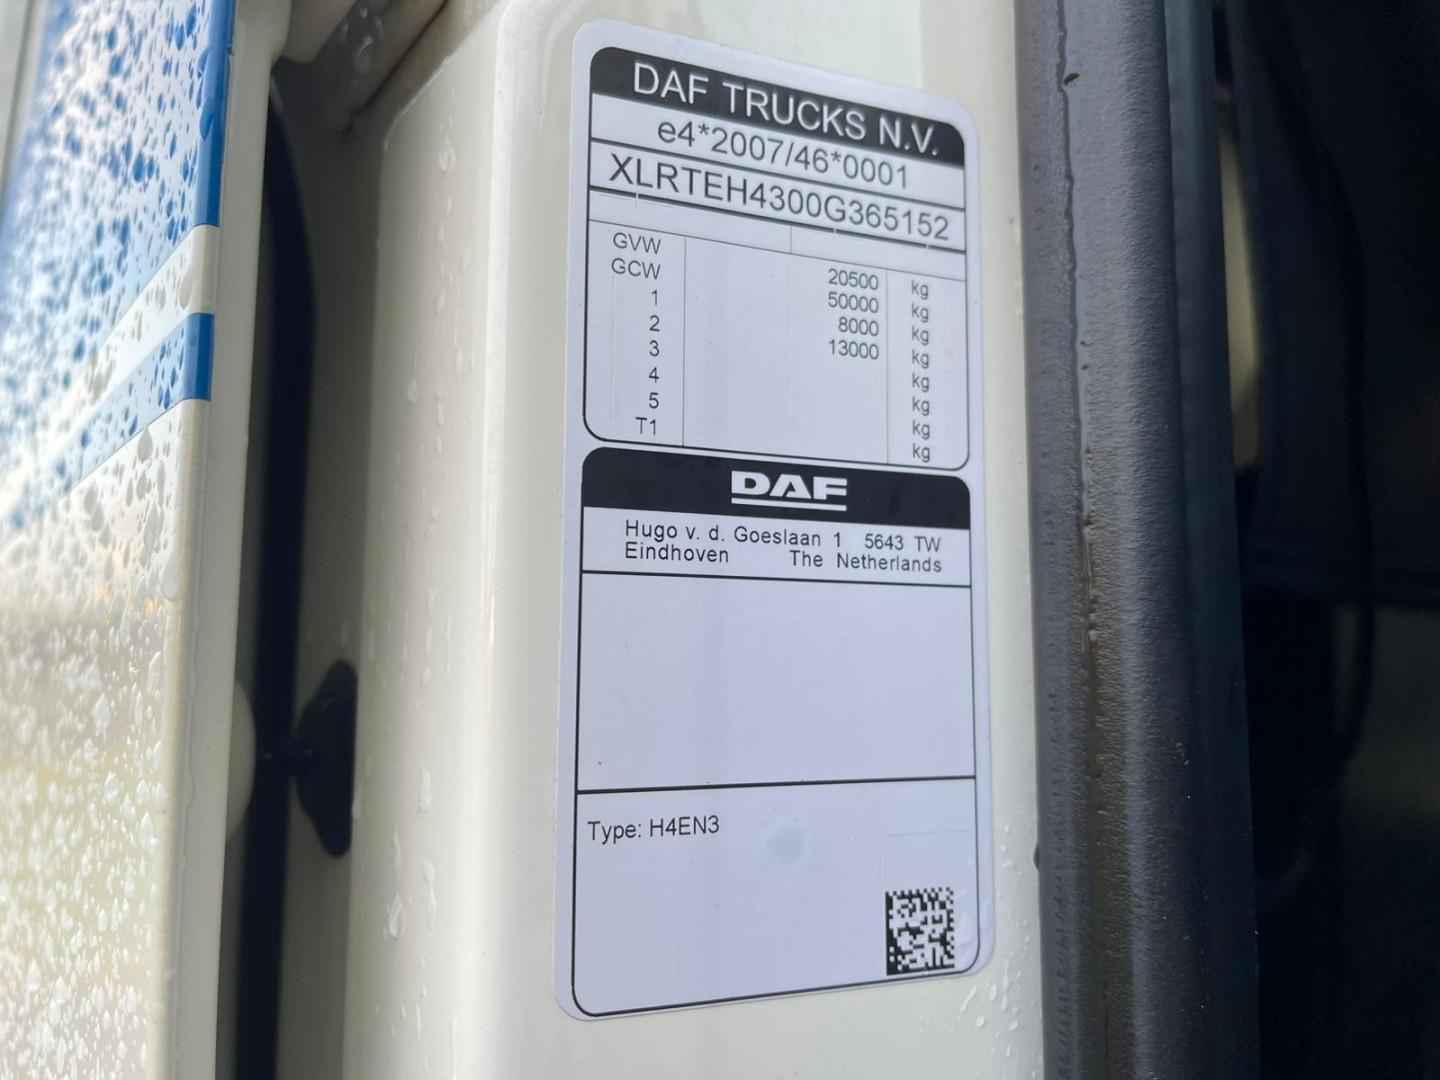 DAF TRUCKS N.V.
e4*2007/46*0001
XLRTEH4300G365152
GVW 20500 kg
GCW 50000 kg
1 8000 kg
2 13000 kg
3 kg
4 kg
5 kg
T1 kg
DAF
Hugo v. d. Goeslaan 1 5643 TW
Eindhoven The Netherlands
Type: H4EN3